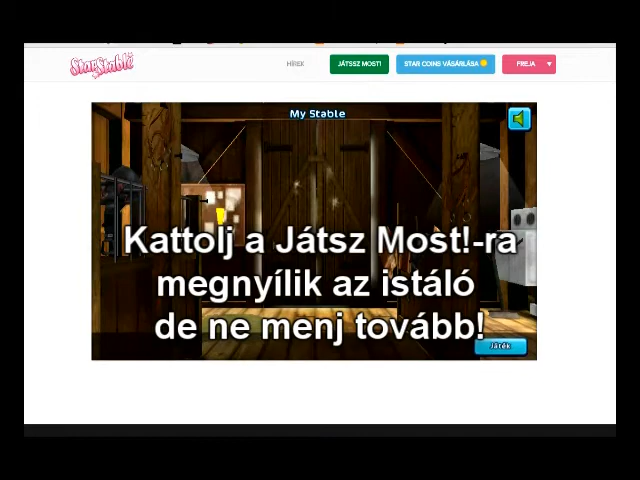 Star Stable
HÍREK
JÁTSSZ MOST!
STAR COINS VÁSÁRLÁSA
FREJA
My Stable
Kattolj a Játsz Most!-ra
megnyílik az istáló
de ne menj tovább!
Játék